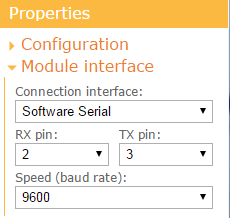 Properties
Configuration
Module interface
Connection interface:
Software Serial
RX pin: TX pin:
2 3
Speed (baud rate):
9600